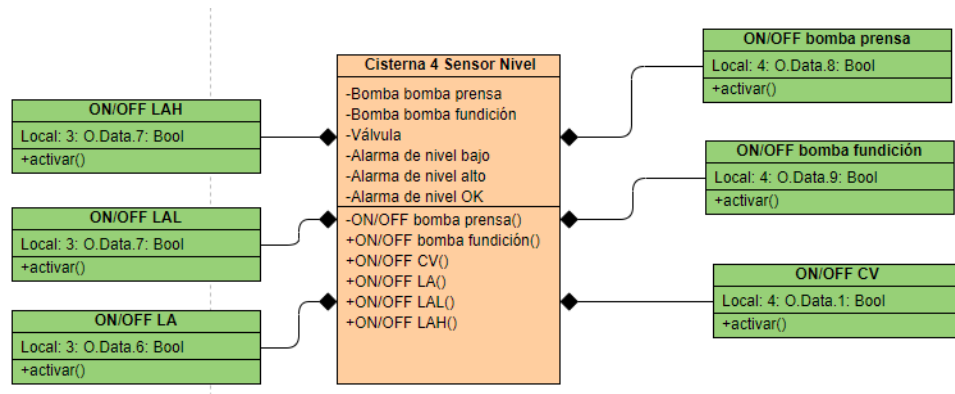 ON/OFF LAH
Local: 3: O.Data.7: Bool
+activar()
ON/OFF LAL
Local: 3: O.Data.7: Bool
+activar()
ON/OFF LA
Local: 3: O.Data.6: Bool
+activar()
Cisterna 4 Sensor Nivel
-Bomba bomba prensa
-Bomba bomba fundición
-Válvula
-Alarma de nivel bajo
-Alarma de nivel alto
-Alarma de nivel OK
-ON/OFF bomba prensa()
+ON/OFF bomba fundición()
+ON/OFF CV()
+ON/OFF LA()
+ON/OFF LAL()
+ON/OFF LAH()
ON/OFF bomba prensa
Local: 4: O.Data.8: Bool
+activar()
ON/OFF bomba fundición
Local: 4: O.Data.9: Bool
+activar()
ON/OFF CV
Local: 4: O.Data.1: Bool
+activar()